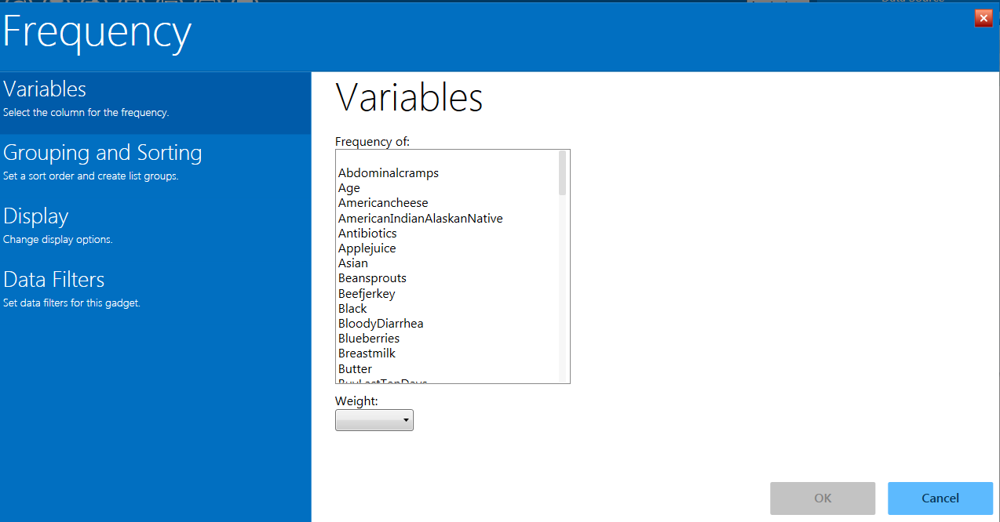 Frequency
Variables
Select the column for the frequency.
Grouping and Sorting
Set a sort order and create list groups.
Display
Change display options.
Data Filters
Set data filters for this gadget.
Variables
Frequency of:
Abdominalcramps
Age
Americancheese
AmericanIndianAlaskanNative
Antibiotics
Applejuice
Asian
Beansprouts
Beefjerkey
Black
BloodyDiarrhea
Blueberries
Breastmilk
Butter
BuyLastTenDays
Weight:
OK
Cancel